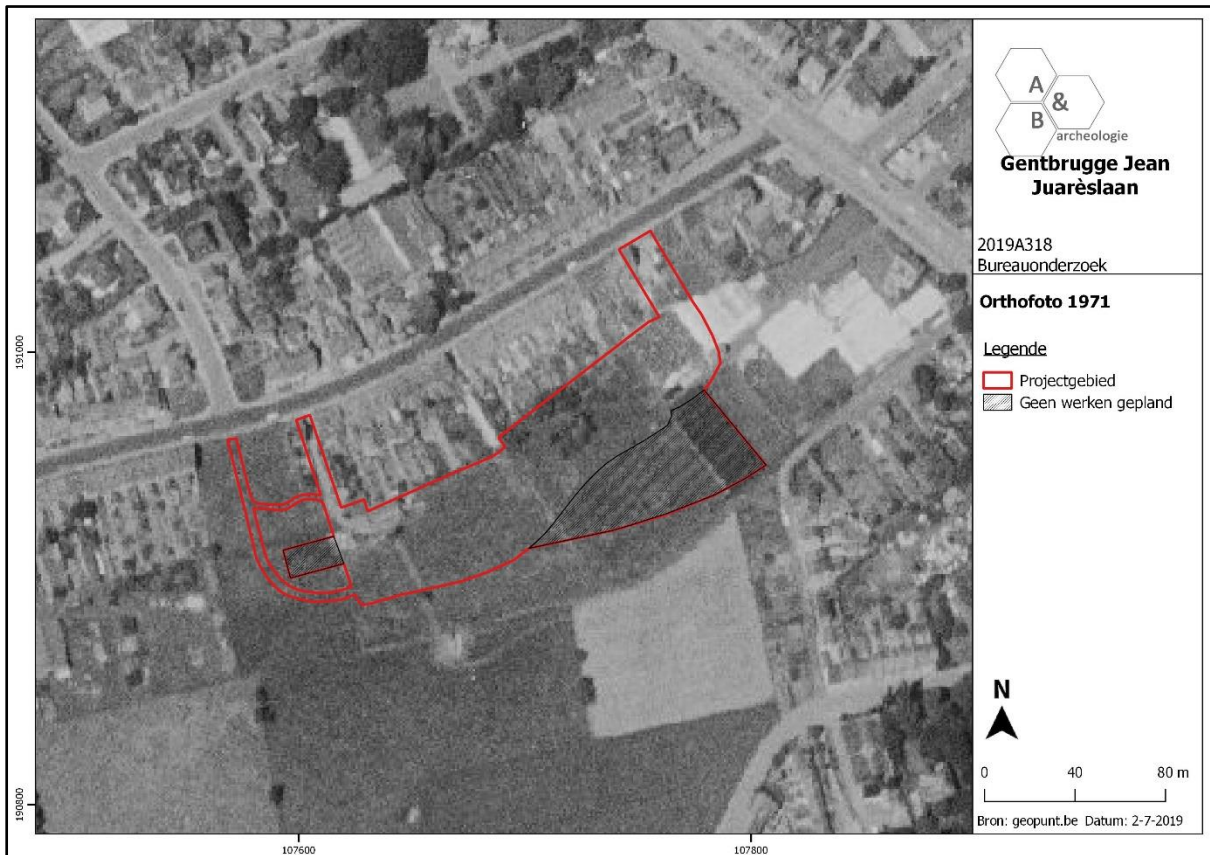 A
&
B
archeologie
Gentbrugge Jean
Juarèslaan
2019A318
Bureauonderzoek
Orthofoto 1971
Legende
Projectgebied
Geen werken gepland
N
0 40 80 m
Bron: geopunt.be Datum: 2-7-2019
191000
190800
107600 107800